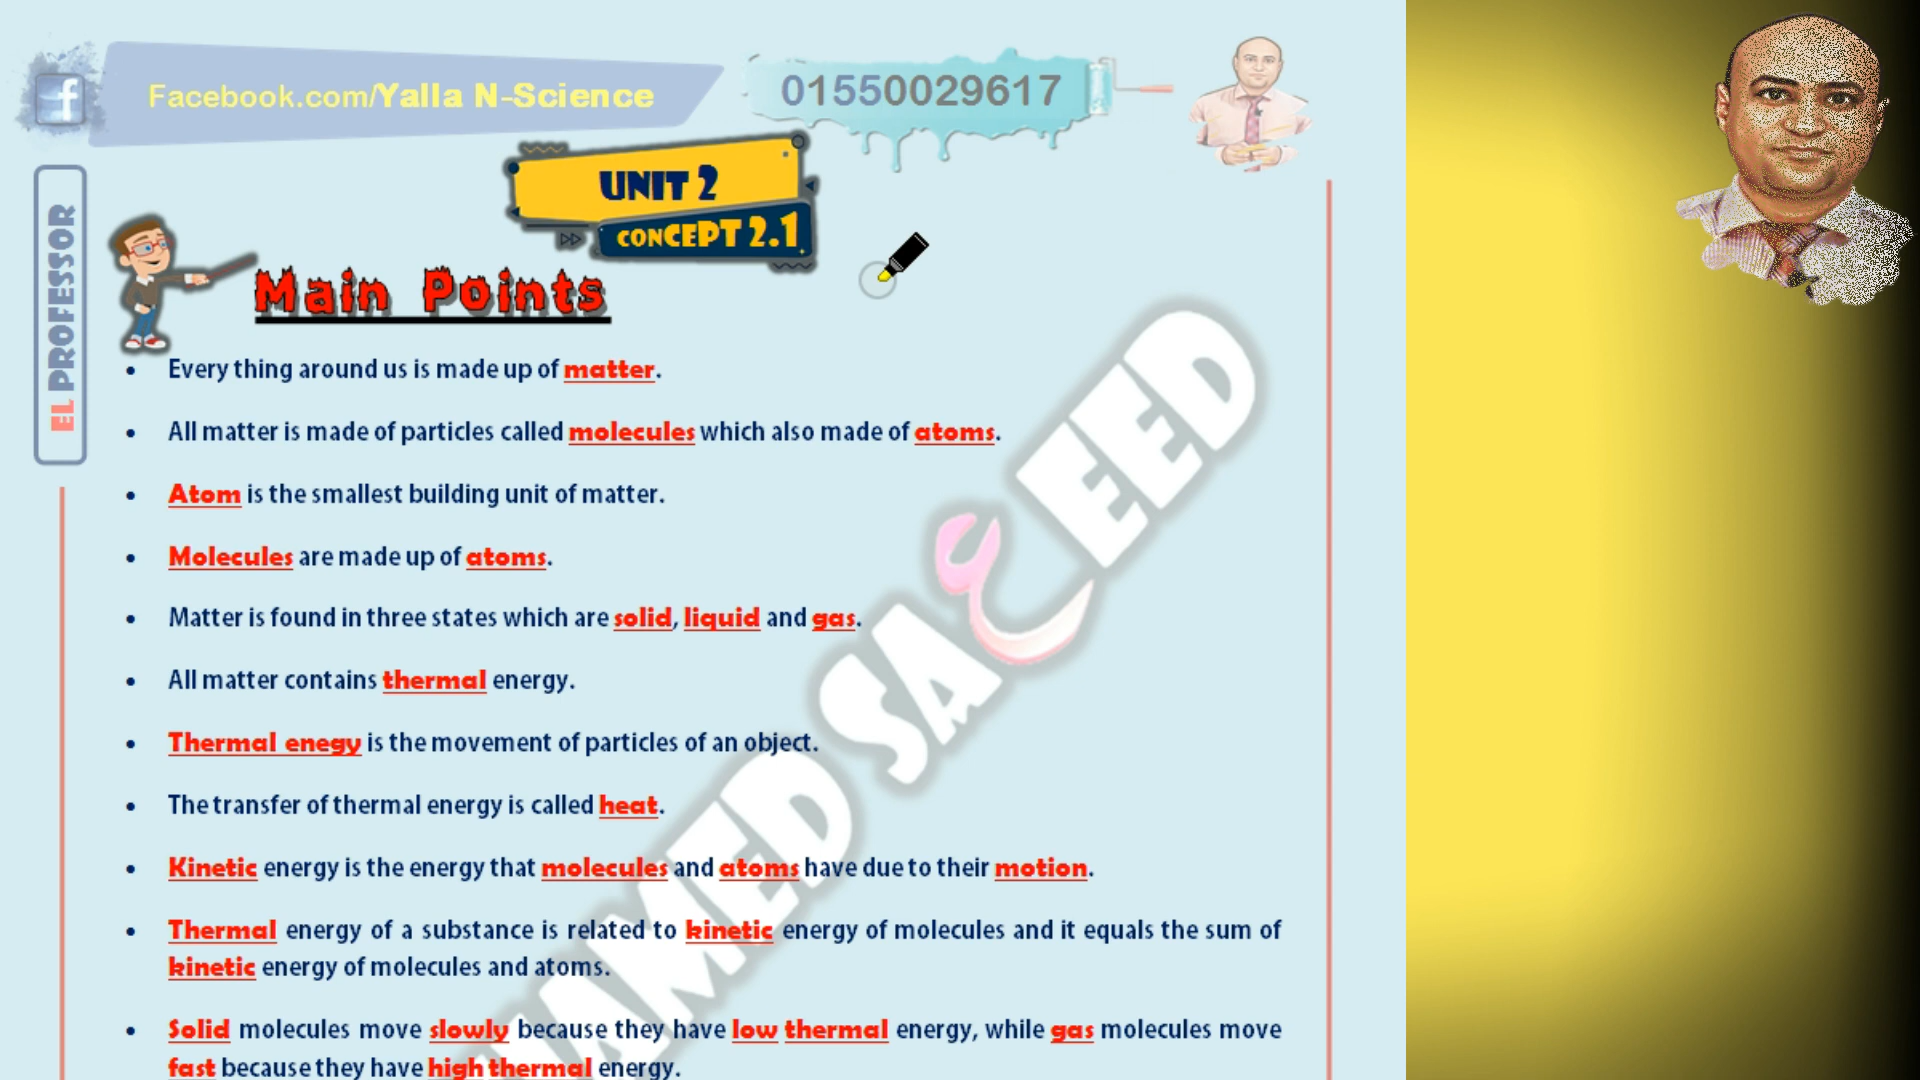 Facebook.com/Yalla N-Science
01550029617
UNIT 2
CONCEPT 2.1
EL PROFESSOR
Main Points
• Every thing around us is made up of matter.
• All matter is made of particles called molecules which also made of atoms.
• Atom is the smallest building unit of matter.
• Molecules are made up of atoms.
• Matter is found in three states which are solid, liquid and gas.
• All matter contains thermal energy.
• Thermal enegy is the movement of particles of an object.
• The transfer of thermal energy is called heat.
• Kinetic energy is the energy that molecules and atoms have due to their motion.
• Thermal energy of a substance is related to kinetic energy of molecules and it equals the sum of
kinetic energy of molecules and atoms.
• Solid molecules move slowly because they have low thermal energy, while gas molecules move
fast because they have high thermal energy.
AMED SAعEED